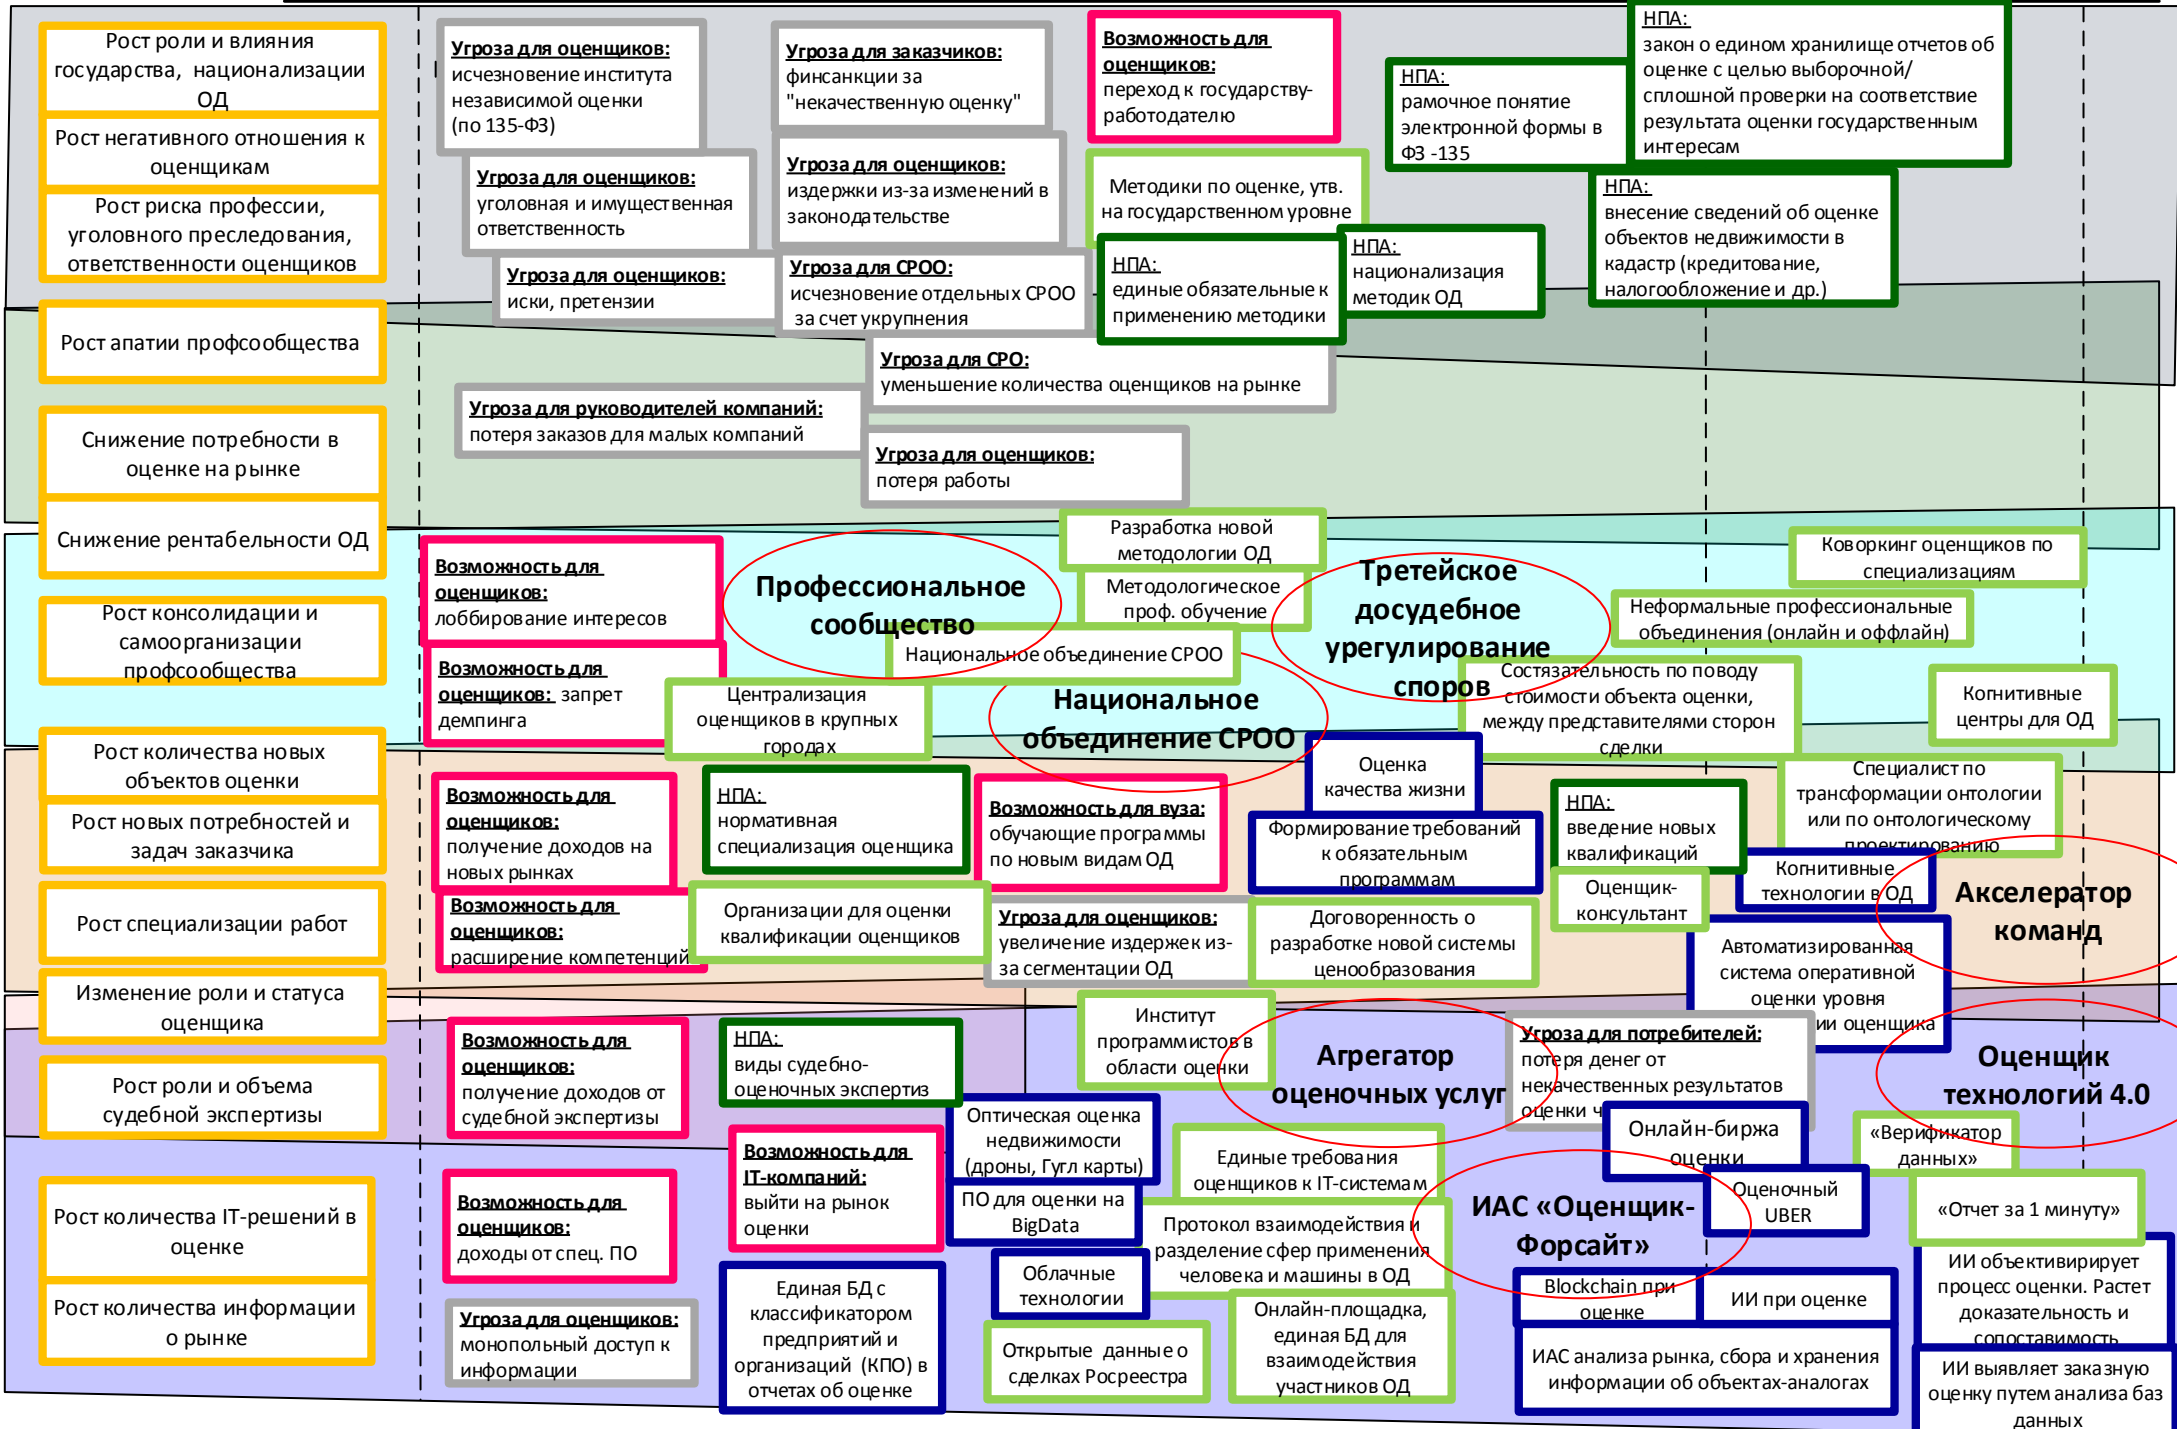 Рост роли и влияния
государства, национализации
ОД
Рост негативного отношения к
оценщикам
Рост риска профессии,
уголовного преследования,
ответственности оценщиков
Рост апатии профсообщества
Снижение потребности в
оценке на рынке
Снижение рентабельности ОД
Рост консолидации и
самоорганизации
профсообщества
Рост количества новых
объектов оценки
Рост новых потребностей и
задач заказчика
Рост специализации работ
Изменение роли и статуса
оценщика
Рост роли и объема
судебной экспертизы
Рост количества IT-решений в
оценке
Рост количества информации
о рынке
Угроза для оценщиков:
исчезновение института
независимой оценки
(по 135-ФЗ)
Угроза для заказчиков:
финсанкции за
"некачественную оценку"
Возможность для
оценщиков:
переход к государству-
работодателю
НПА:
рамочное понятие
электронной формы в
ФЗ -135
НПА:
закон о едином хранилище отчетов об
оценке с целью выборочной/
сплошной проверки на соответствие
результата оценки государственным
интересам
Угроза для оценщиков:
уголовная и имущественная
ответственность
Угроза для оценщиков:
издержки из-за изменений в
законодательстве
Методики по оценке, утв.
на государственном уровне
НПА:
внесение сведений об оценке
объектов недвижимости в
кадастр (кредитование,
налогообложение и др.)
Угроза для оценщиков:
иски, претензии
Угроза для СРОО:
исчезновение отдельных СРОО
за счет укрупнения
НПА:
единые обязательные к
применению методики
НПА:
национализация
методик ОД
Угроза для СРО:
уменьшение количества оценщиков на рынке
Угроза для руководителей компаний:
потеря заказов для малых компаний
Угроза для оценщиков:
потеря работы
Возможность для
оценщиков:
лоббирование интересов
Профессиональное
сообщество
Разработка новой
методологии ОД
Методологическое
проф. обучение
Третейское
досудебное
урегулирование
споров
Коворкинг оценщиков по
специализациям
Неформальные профессиональные
объединения (онлайн и оффлайн)
Национальное объединение СРОО
Возможность для
оценщиков: запрет
демпинга
Централизация
оценщиков в крупных
городах
Национальное
объединение СРОО
Состязательность по поводу
стоимости объекта оценки,
между представителями сторон
сделки
Когнитивные
центры для ОД
Возможность для
оценщиков:
получение доходов на
новых рынках
НПА:
нормативная
специализация оценщика
Возможность для вуза:
обучающие программы
по новым видам ОД
Оценка
качества жизни
Формирование требований
к обязательным
программам
НПА:
введение новых
квалификаций
Специалист по
трансформации онтологии
или по онтологическому
проектированию
Когнитивные
технологии в ОД
Акселератор
команд
Возможность для
оценщиков:
расширение компетенций
Организации для оценки
квалификации оценщиков
Угроза для оценщиков:
увеличение издержек из-
за сегментации ОД
Договоренность о
разработке новой системы
ценообразования
Оценщик-
консультант
Автоматизированная
система оперативной
оценки уровня
ии оценщика
Возможность для
оценщиков:
получение доходов от
судебной экспертизы
НПА:
виды судебно-
оценочных экспертиз
Институт
программистов в
области оценки
Агрегатор
оценочных услуг
Угроза для потребителей:
потеря денег от
некачественных результатов
оценки ч
Оценщик
технологий 4.0
Оптическая оценка
недвижимости
(дроны, Гугл карты)
Онлайн-биржа
оценки
«Верификатор
данных»
Возможность для
IT-компаний:
выйти на рынок
оценки
Единые требования
оценщиков к IT-системам
Возможность для
оценщиков:
доходы от спец. ПО
ПО для оценки на
BigData
Протокол взаимодействия и
разделение сфер применения
человека и машины в ОД
ИАС «Оценщик-
Форсайт»
Оценочный
UBER
«Отчет за 1 минуту»
Облачные
технологии
Единая БД с
классификатором
предприятий и
организаций (КПО) в
отчетах об оценке
Угроза для оценщиков:
монопольный доступ к
информации
Открытые данные о
сделках Росреестра
Онлайн-площадка,
единая БД для
взаимодействия
участников ОД
Blockchain при
оценке
ИИ при оценке
ИИ объективирирует
процесс оценки. Растет
доказательность и
сопоставимость
ИАС анализа рынка, сбора и хранения
информации об объектах-аналогах
ИИ выявляет заказную
оценку путем анализа баз
данных